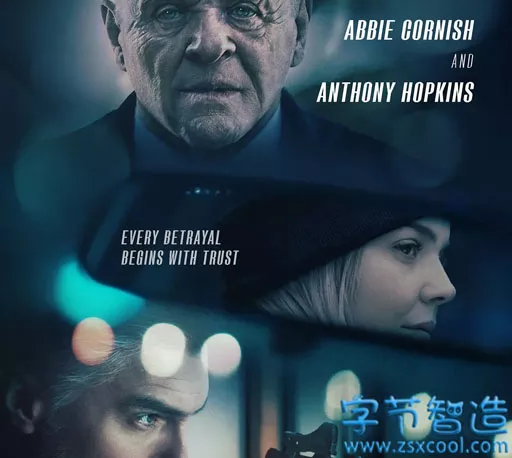 ABBIE CORNISH
AND
ANTHONY HOPKINS
EVERY BETRAYAL
BEGINS WITH TRUST
字节智造
www.zsxcool.com